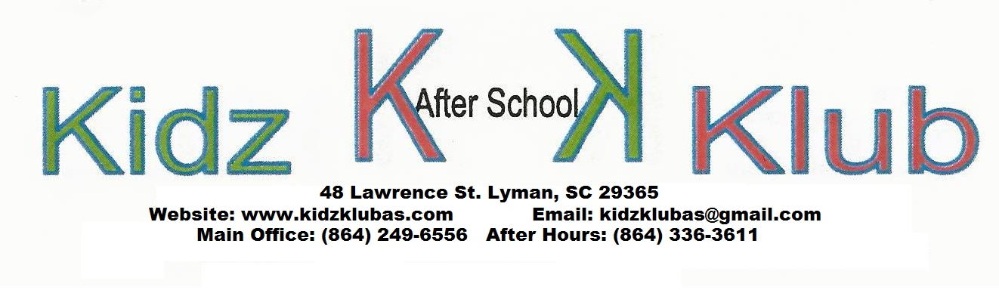 Kidz K After School K Klub
48 Lawrence St. Lyman, SC 29365
Website: www.kidzklubas.com Email: kidzklubas@gmail.com
Main Office: (864) 249-6556 After Hours: (864) 336-3611